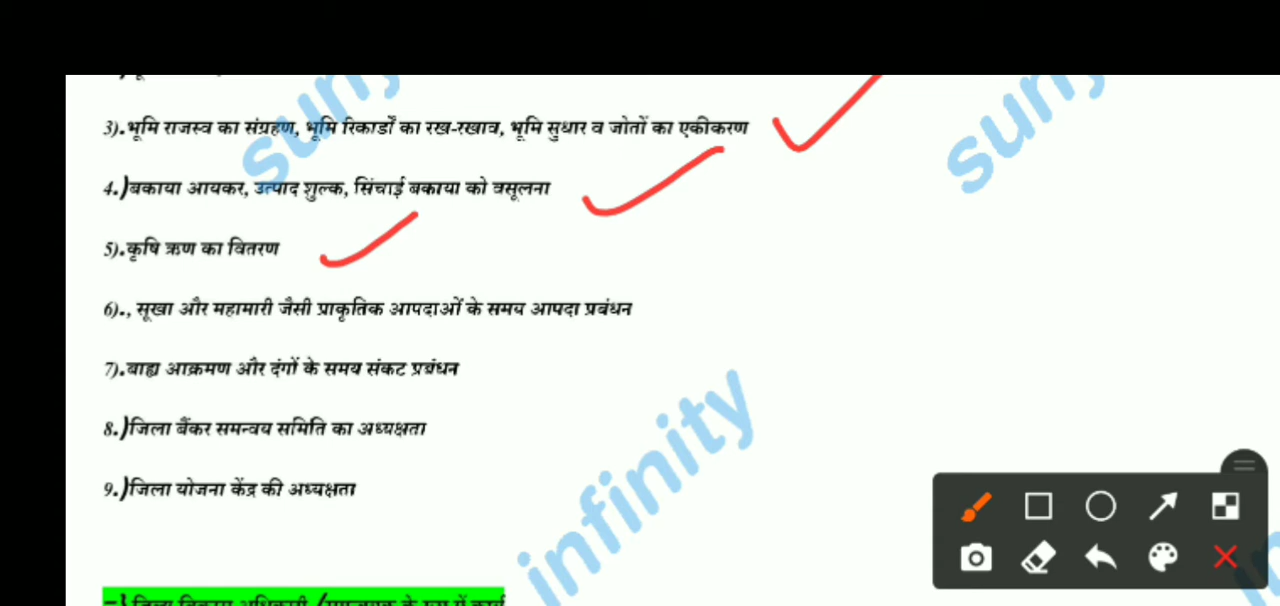 3).भूमि राजस्व का संग्रहण, भूमि रिकार्डों का रख-रखाव, भूमि सुधार व जोतों का एकीकरण
4.)बकाया आयकर, उत्पाद शुल्क, सिंचाई बकाया को वसूलना
5).कृषि ऋण का वितरण
6)., सूखा और महामारी जैसी प्राकृतिक आपदाओं के समय आपदा प्रबंधन
7).बाह्य आक्रमण और दंगों के समय संकट प्रबंधन
8.)जिला बैंकर समन्वय समिति का अध्यक्षता
9.)जिला योजना केंद्र की अध्यक्षता
infinity